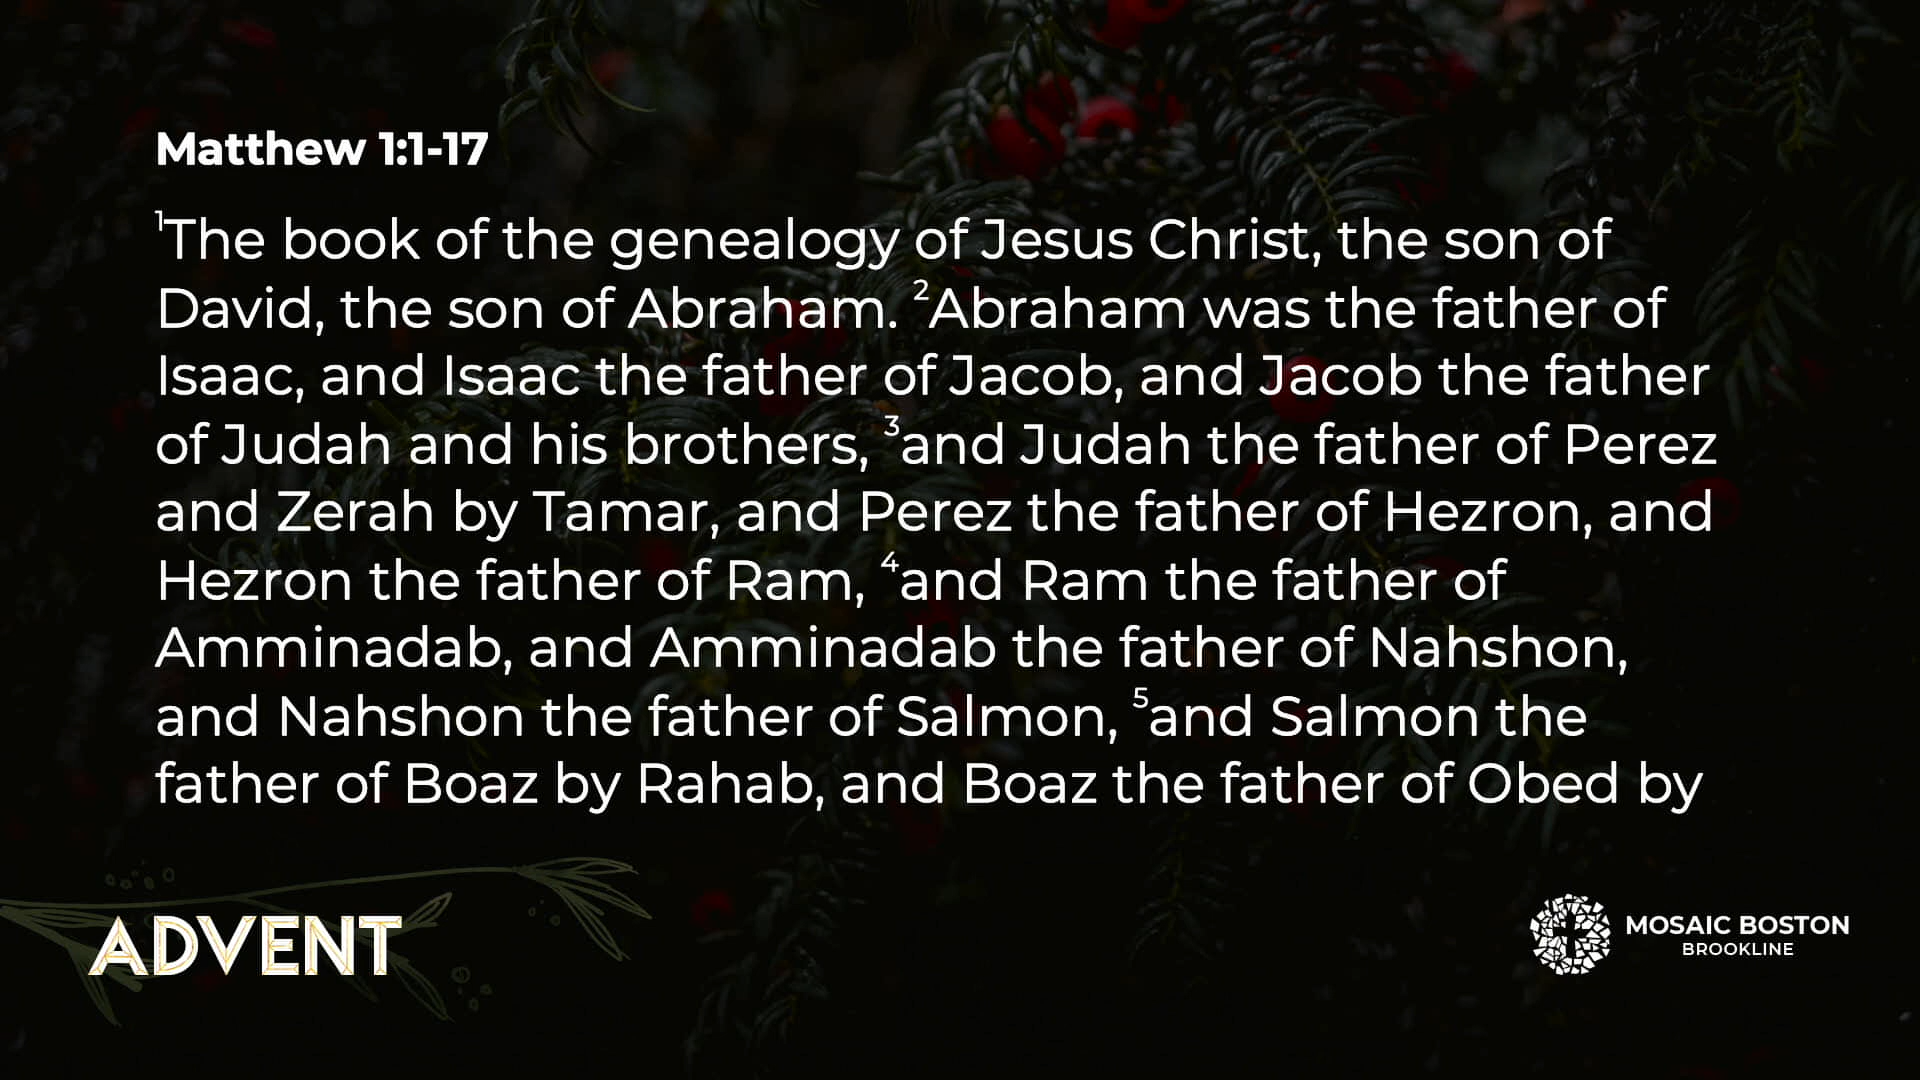 Matthew 1:1-17
¹The book of the genealogy of Jesus Christ, the son of
David, the son of Abraham. ²Abraham was the father of
Isaac, and Isaac the father of Jacob, and Jacob the father
of Judah and his brothers, ³and Judah the father of Perez
and Zerah by Tamar, and Perez the father of Hezron, and
Hezron the father of Ram, ⁴and Ram the father of
Amminadab, and Amminadab the father of Nahshon,
and Nahshon the father of Salmon, ⁵and Salmon the
father of Boaz by Rahab, and Boaz the father of Obed by
ADVENT
MOSAIC BOSTON
BROOKLINE